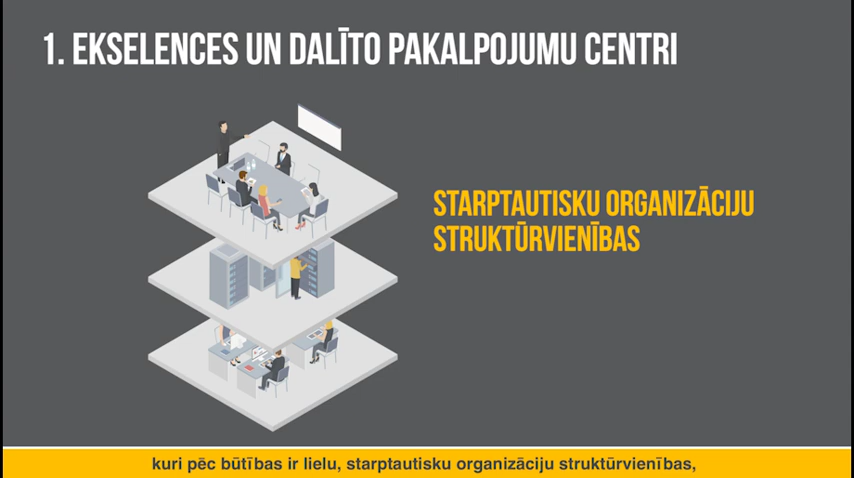 1. EKSELENCES UN DALĪTO PAKALPOJUMU CENTRI
STARPTAUTISKU ORGANIZĀCIJU
STRUKTŪRVIENĪBAS
kuri pēc būtības ir lielu, starptautisku organizāciju struktūrvienības,